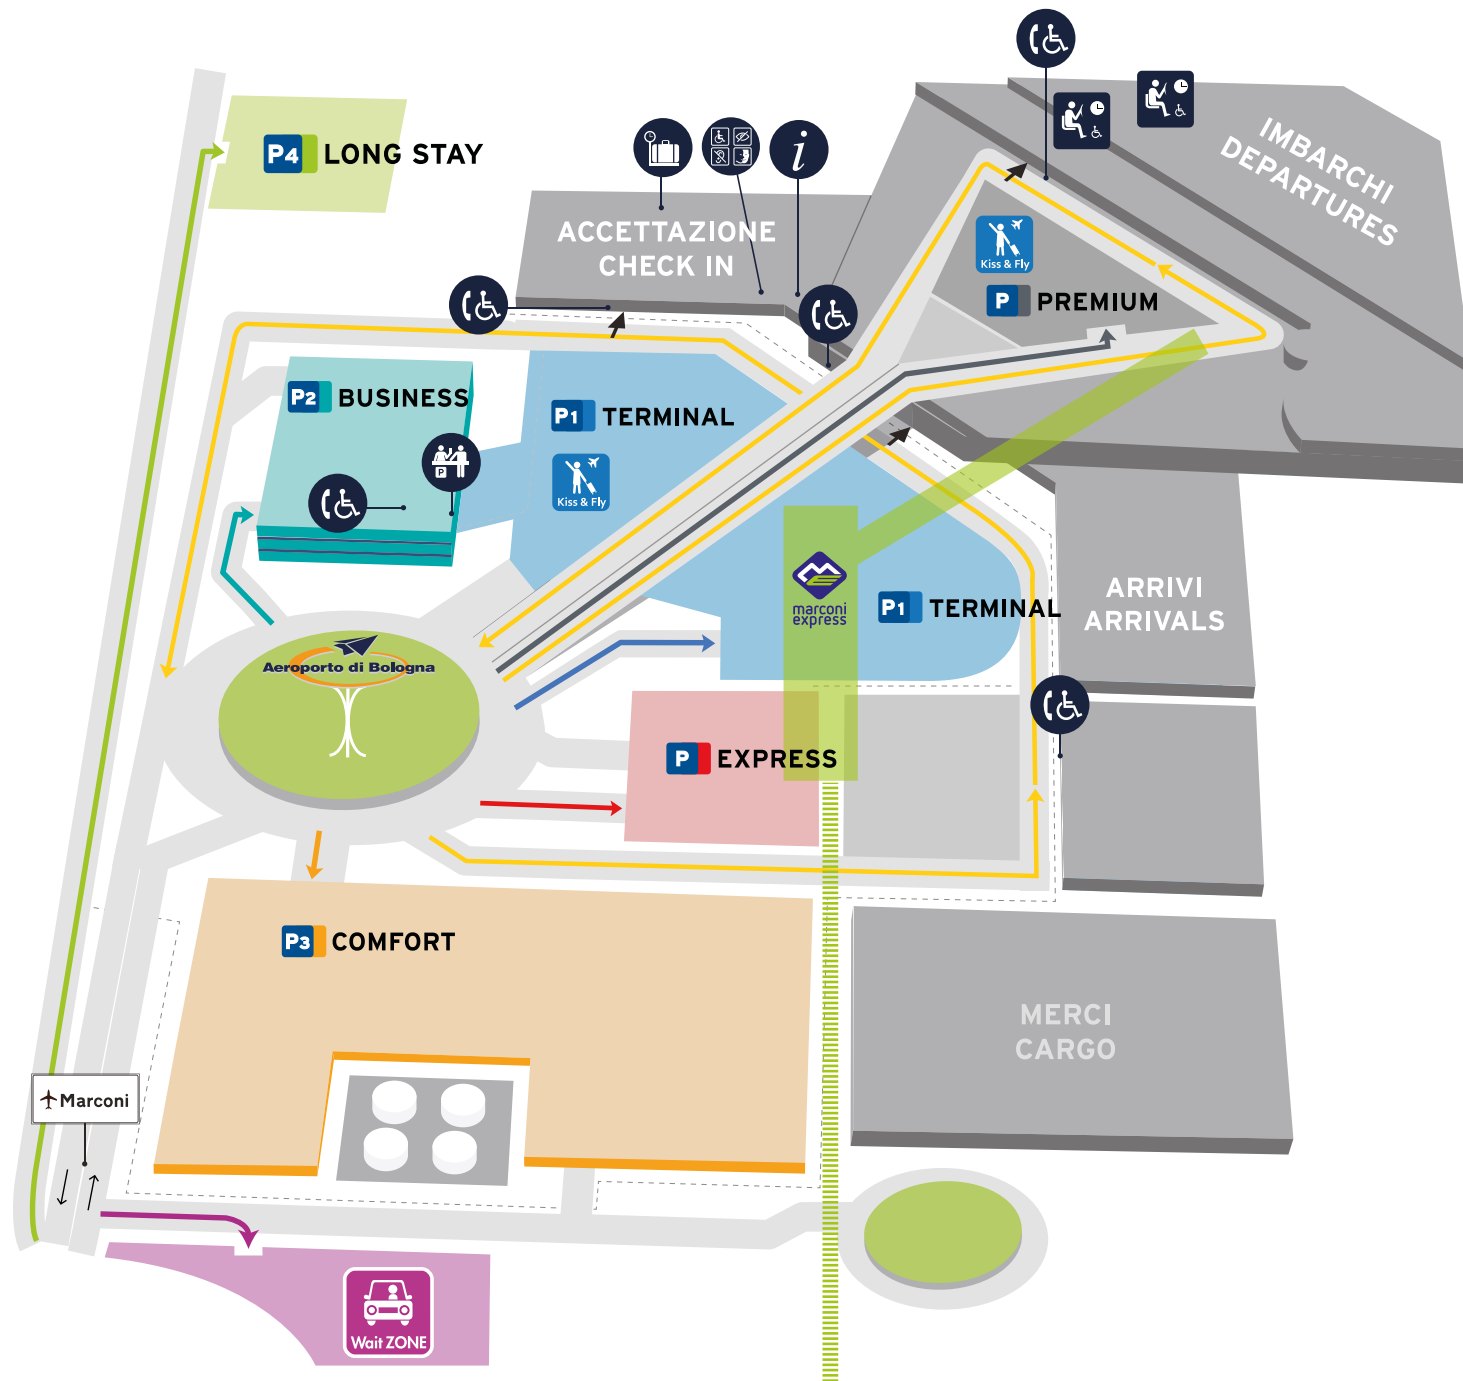 P4 LONG STAY
ACCETTAZIONE
CHECK IN
i
IMBARCHI
DEPARTURES
Kiss & Fly
P PREMIUM
P2 BUSINESS
P
P1 TERMINAL
Kiss & Fly
marconi
express
P1 TERMINAL
ARRIVI
ARRIVALS
Aeroporto di Bologna
P EXPRESS
P3 COMFORT
MERCI
CARGO
Marconi
Wait ZONE